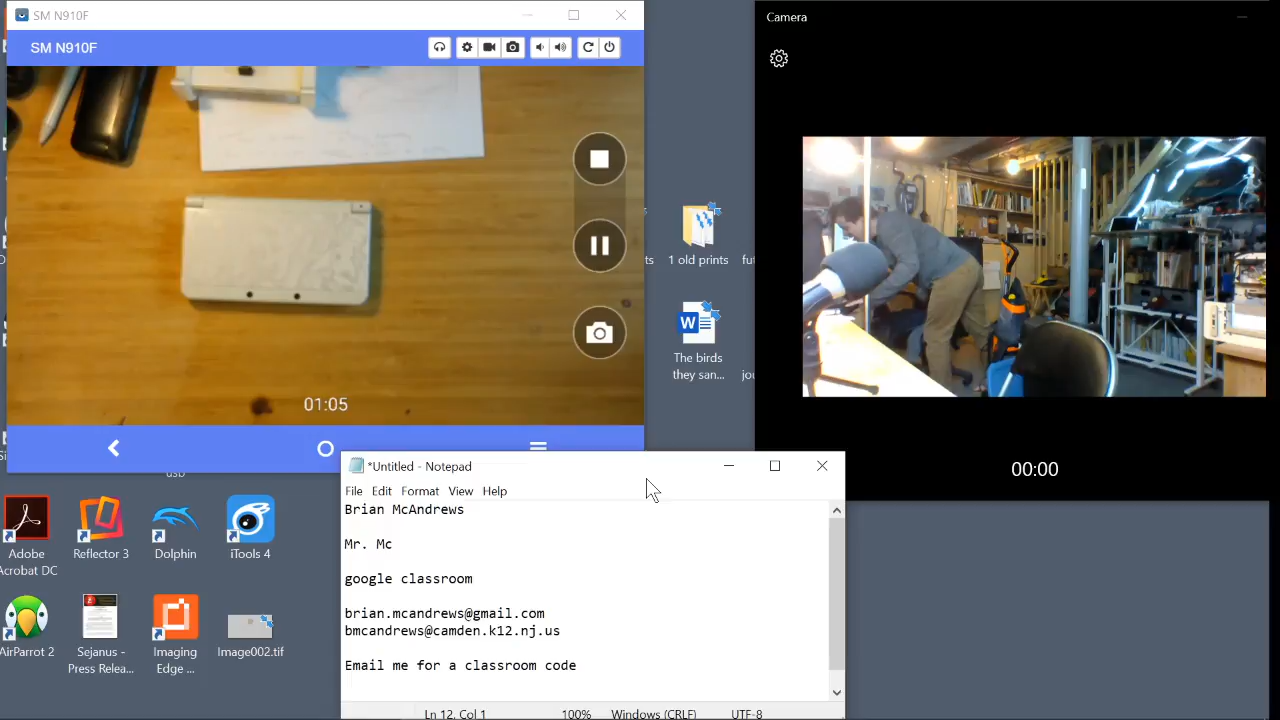 SM N910F
SM N910F
01:05
Camera
00:00
1 old prints
The birds
they san...
usb
Adobe
Acrobat DC
Reflector 3
Dolphin
iTools 4
AirParrot 2
Sejanus -
Press Relea...
Imaging
Edge ...
Image002.tif
*Untitled - Notepad
File Edit Format View Help
Brian McAndrews
Mr. Mc
google classroom
brian.mcandrews@gmail.com
bmcandrews@camden.k12.nj.us
Email me for a classroom code
Ln 12, Col 1 100% Windows (CRLF) UTF-8